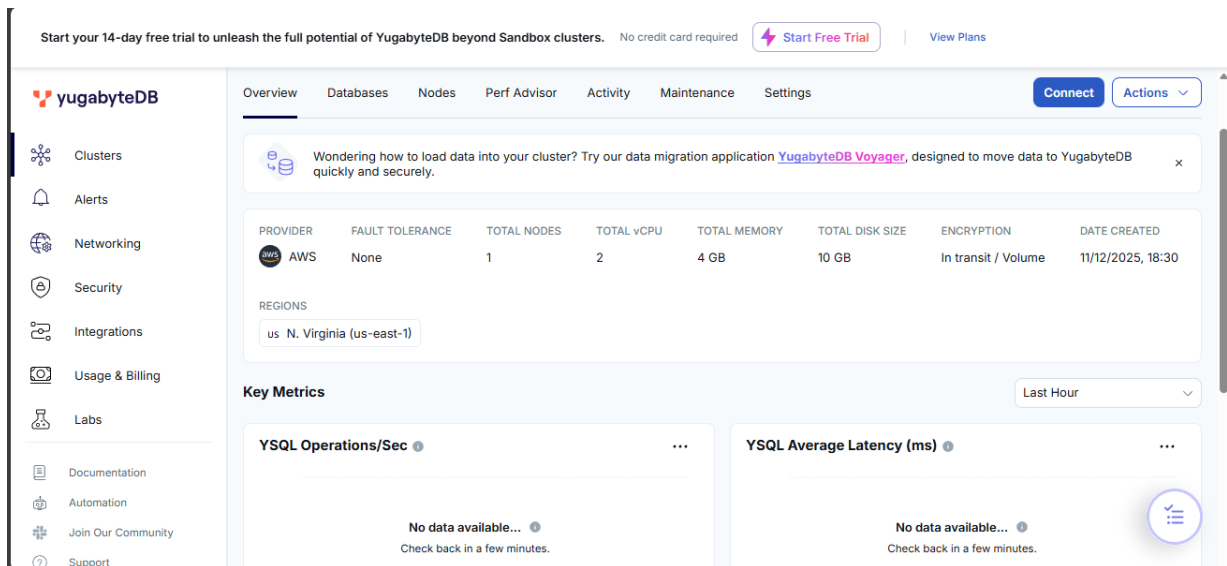 Start your 14-day free trial to unleash the full potential of YugabyteDB beyond Sandbox clusters. No credit card required Start Free Trial View Plans
yugabyteDB
Clusters
Alerts
Networking
Security
Integrations
Usage & Billing
Labs
Documentation
Automation
Join Our Community
Support
Overview Databases Nodes Perf Advisor Activity Maintenance Settings Connect Actions
Wondering how to load data into your cluster? Try our data migration application YugabyteDB Voyager, designed to move data to YugabyteDB
quickly and securely.
PROVIDER FAULT TOLERANCE TOTAL NODES TOTAL vCPU TOTAL MEMORY TOTAL DISK SIZE ENCRYPTION DATE CREATED
aws AWS None 1 2 4 GB 10 GB In transit / Volume 11/12/2025, 18:30
REGIONS
us N. Virginia (us-east-1)
Key Metrics Last Hour
YSQL Operations/Sec YSQL Average Latency (ms)
No data available... No data available...
Check back in a few minutes. Check back in a few minutes.